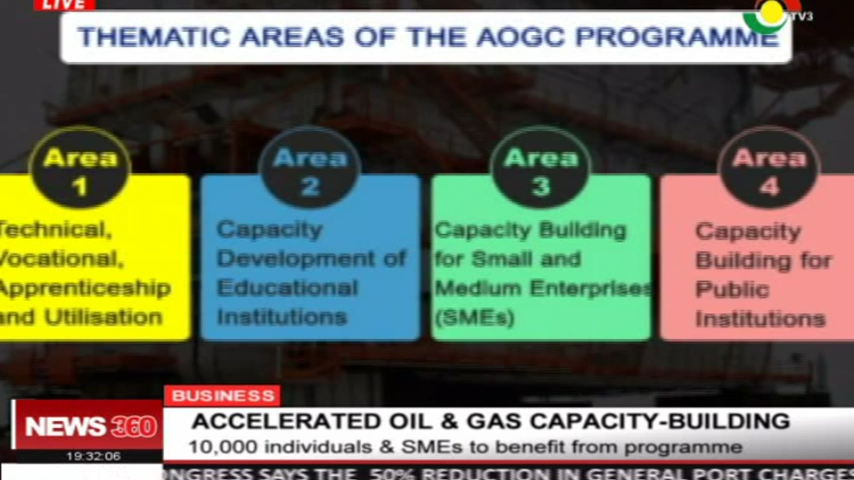 LIVE
TV3
THEMATIC AREAS OF THE AOGC PROGRAMME
Area
1
Technical,
Vocational,
Apprenticeship
and Utilisation
Area
2
Capacity
Development of
Educational
Institutions
Area
3
Capacity Building
for Small and
Medium Enterprises
(SMEs)
Area
4
Capacity
Building for
Public
Institutions
BUSINESS
NEWS 360
ACCELERATED OIL & GAS CAPACITY-BUILDING
10,000 individuals & SMEs to benefit from programme
19:32:06
ONGRESS SAYS THE 50% REDUCTION IN GENERAL PORT CHARGES